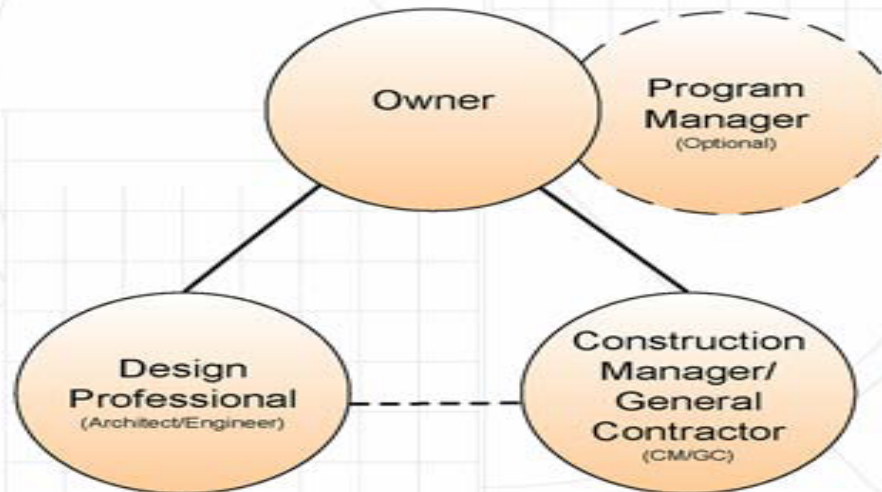 Owner
Program
Manager
(Optional)
Design
Professional
(Architect/Engineer)
Construction
Manager/
General
Contractor
(CM/GC)